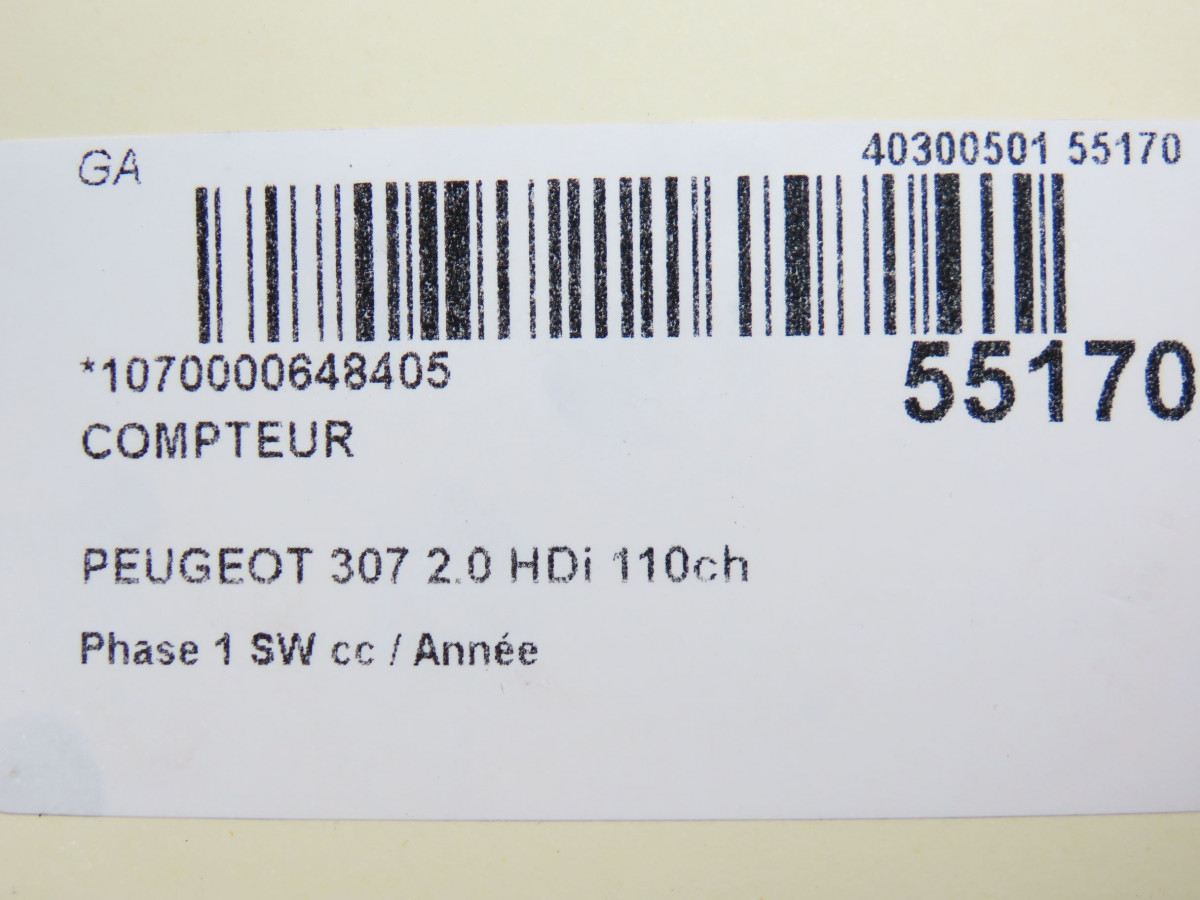 GA
40300501 55170
*1070000648405
55170
COMPTEUR
PEUGEOT 307 2.0 HDi 110ch
Phase 1 SW cc / Année